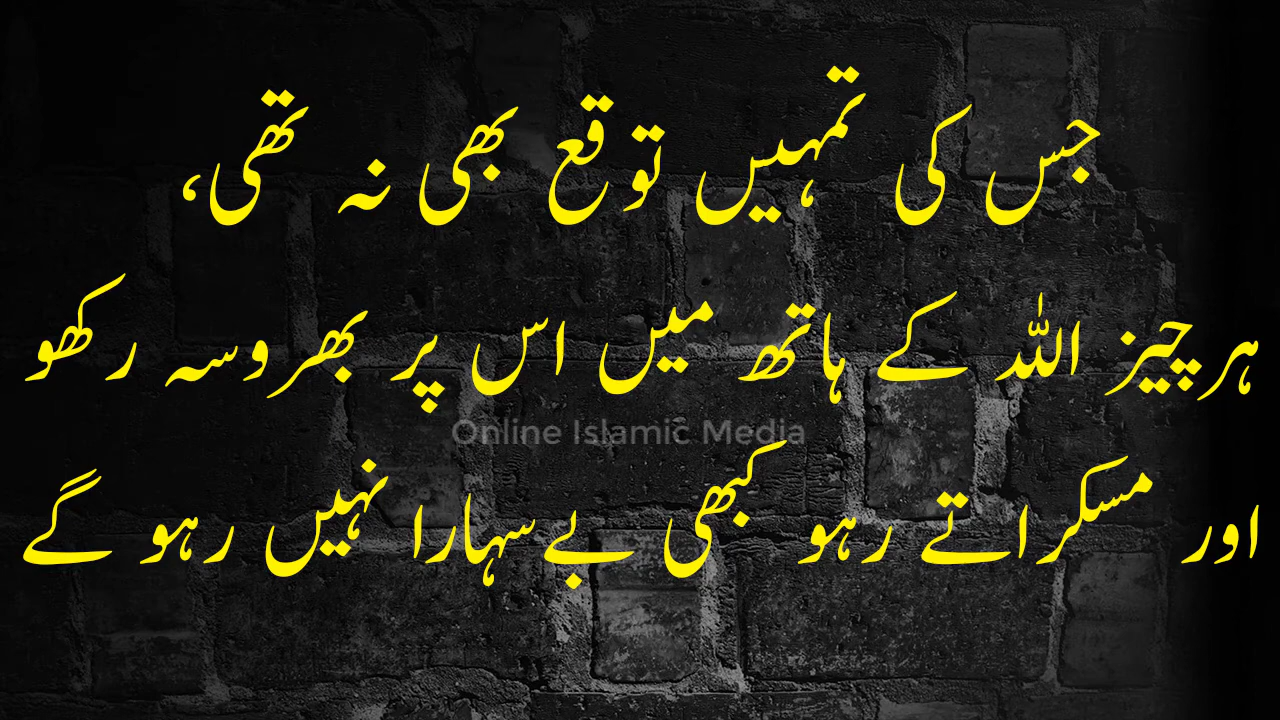 جس کی تمہیں توقع بھی نہ تھی،
ہر چیز اللہ کے ہاتھ میں اس پر بھروسہ رکھو
Online Islamic Media
اور مسکراتے رہو کبھی بے سہارا نہیں رہو گے